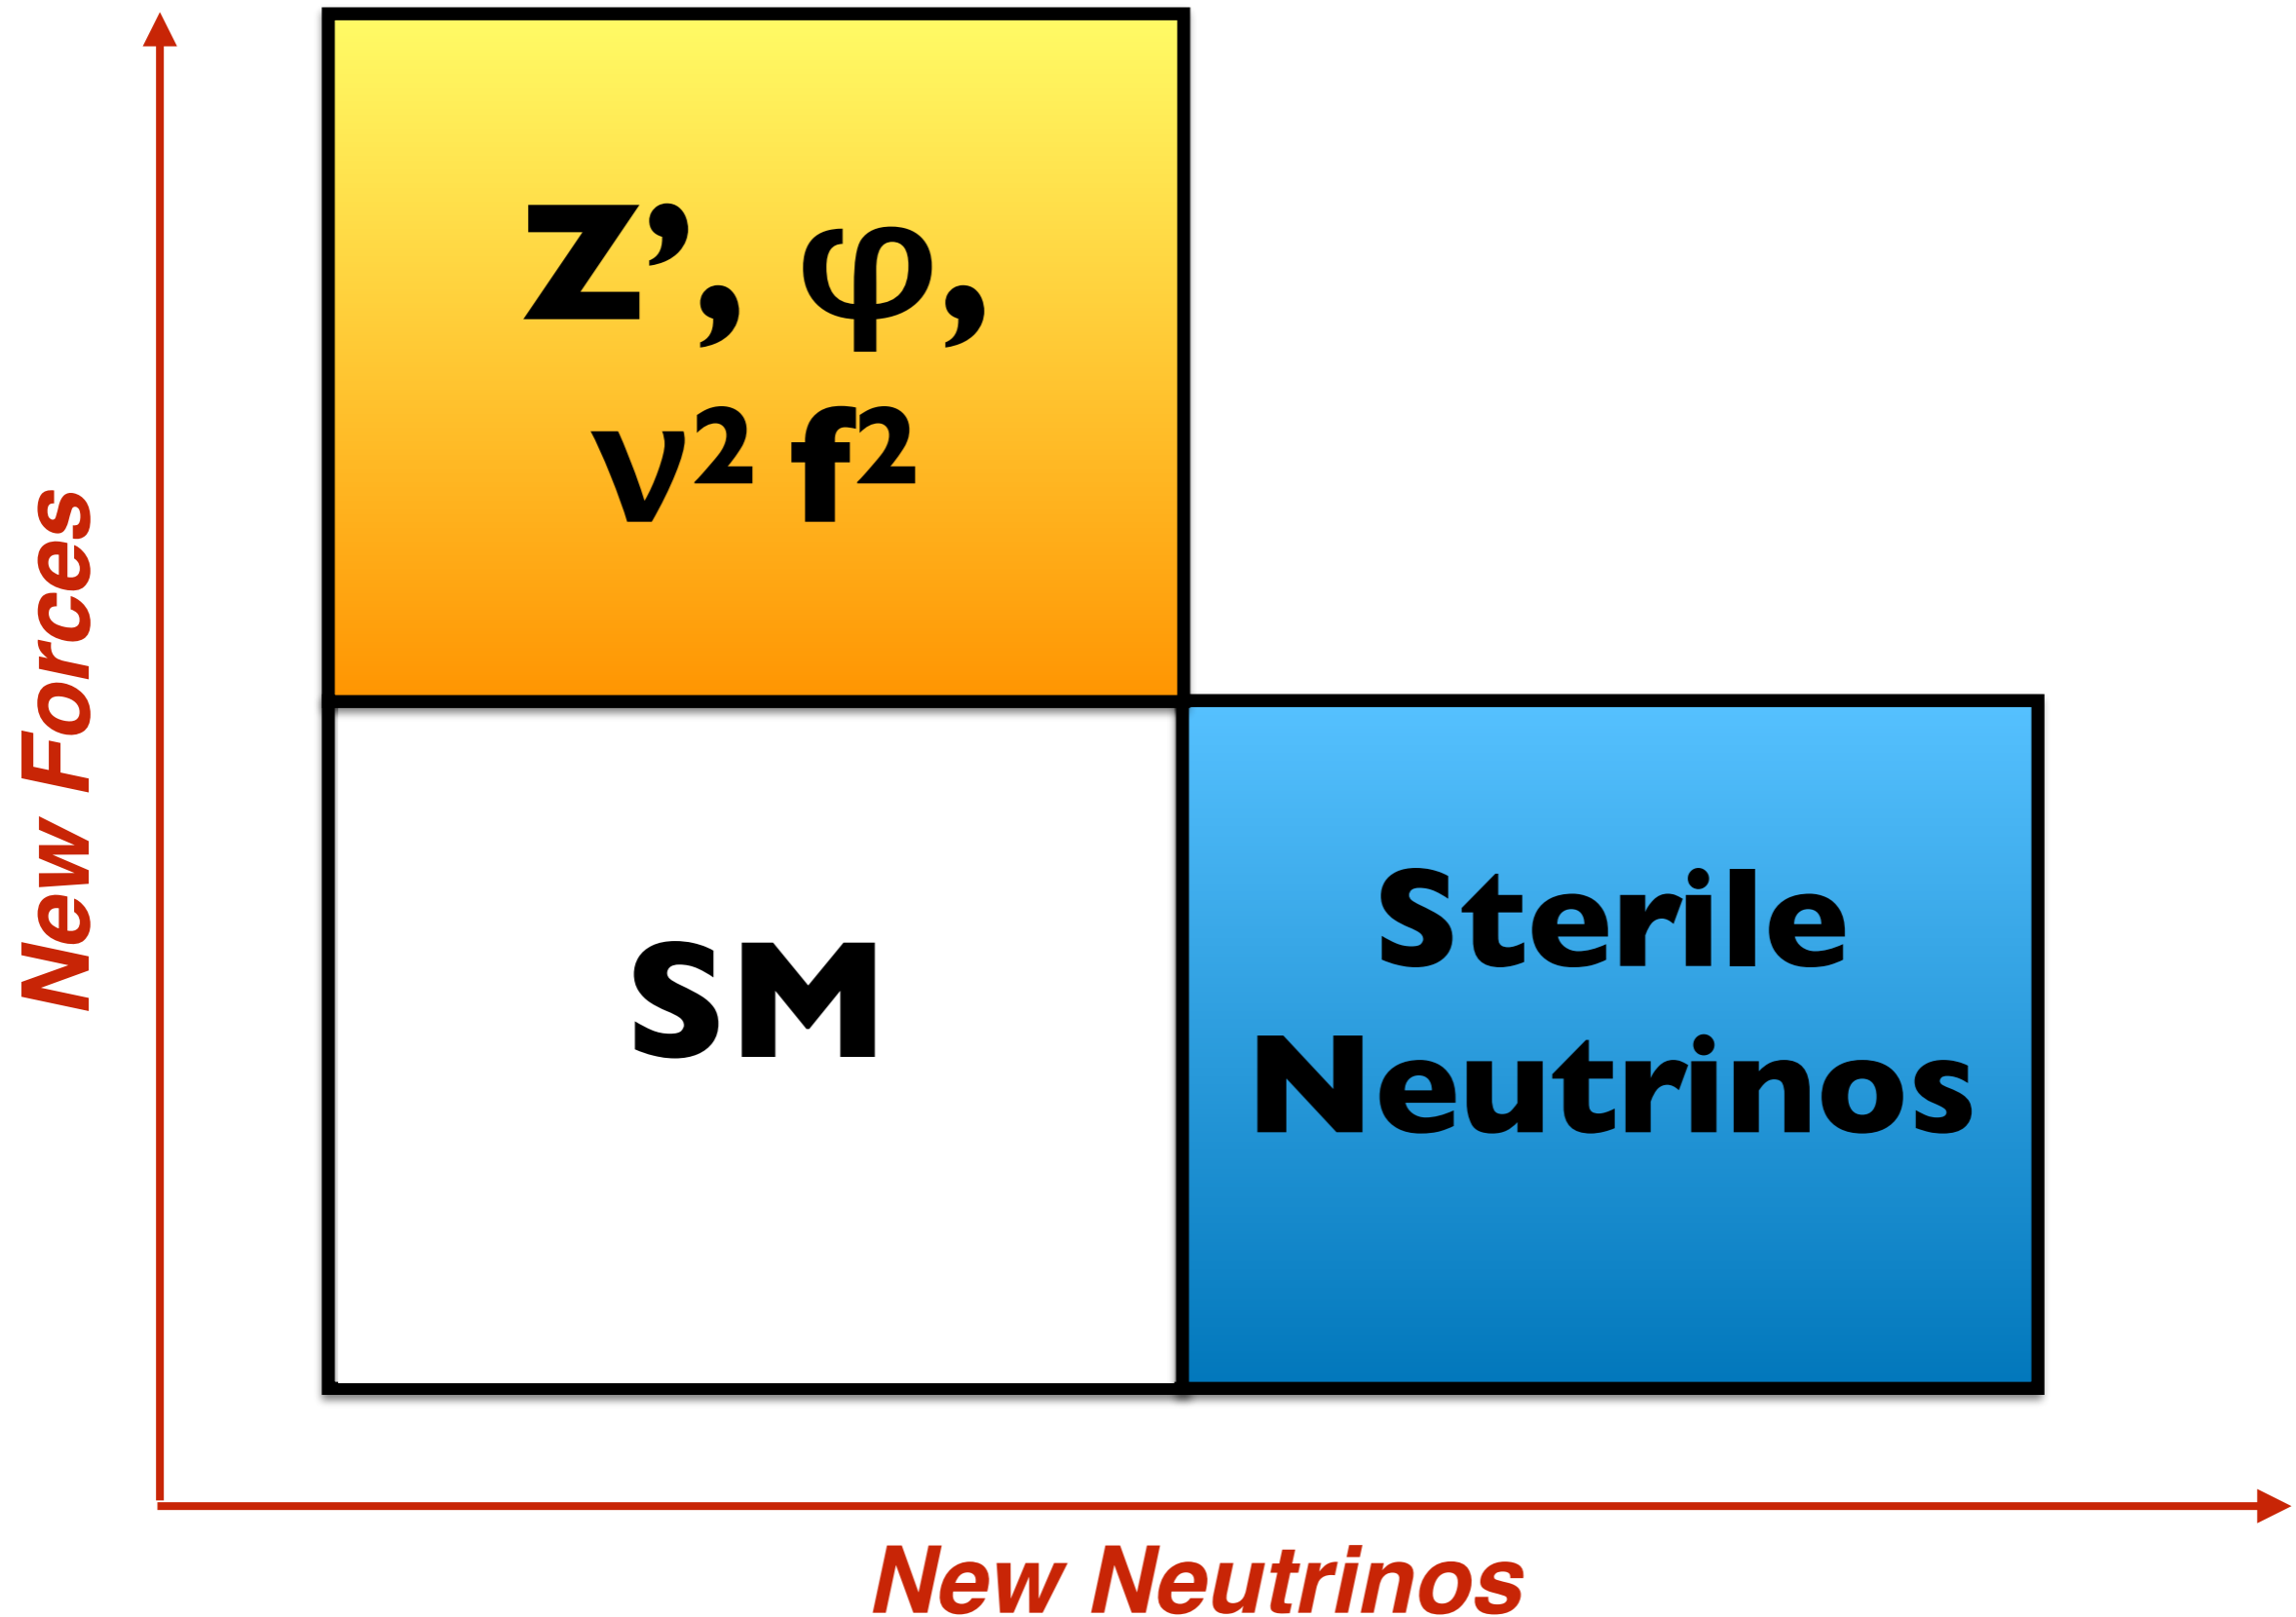 Z’, φ,
ν² f²
New Forces
SM
Sterile
Neutrinos
New Neutrinos